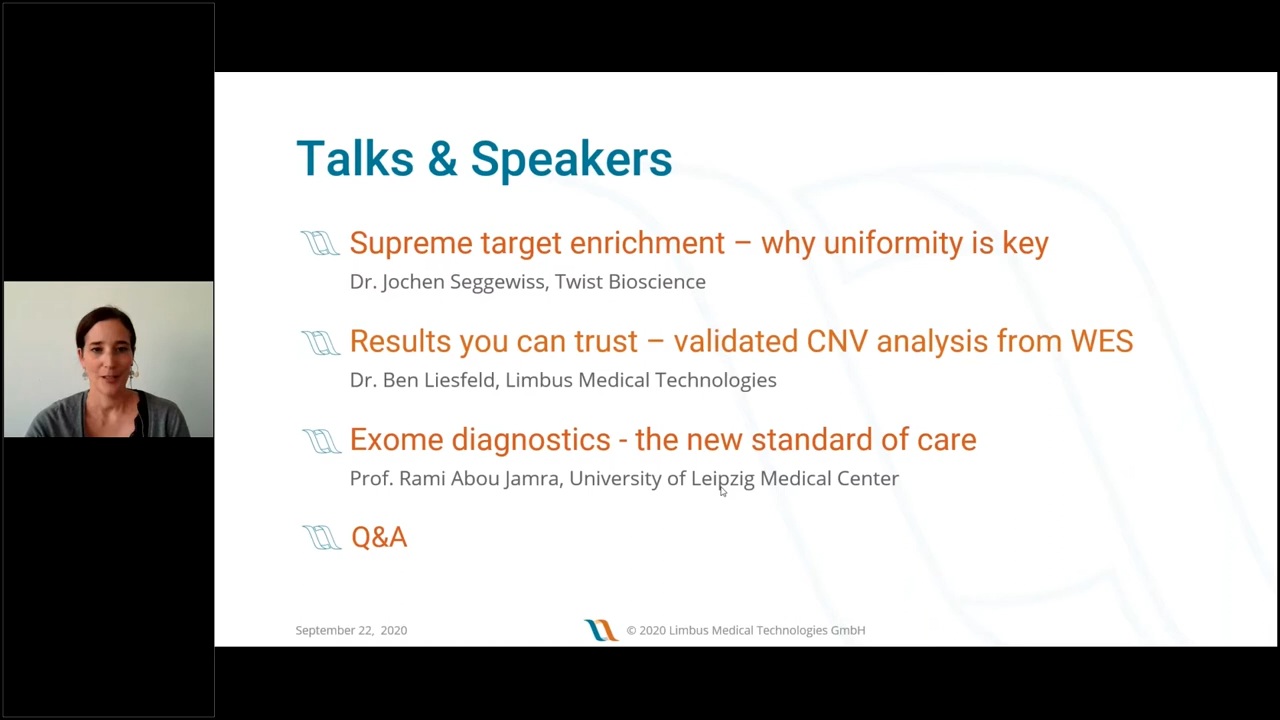 Talks & Speakers
Supreme target enrichment – why uniformity is key
Dr. Jochen Seggewiss, Twist Bioscience
Results you can trust – validated CNV analysis from WES
Dr. Ben Liesfeld, Limbus Medical Technologies
Exome diagnostics - the new standard of care
Prof. Rami Abou Jamra, University of Leipzig Medical Center
Q&A
September 22, 2020
© 2020 Limbus Medical Technologies GmbH